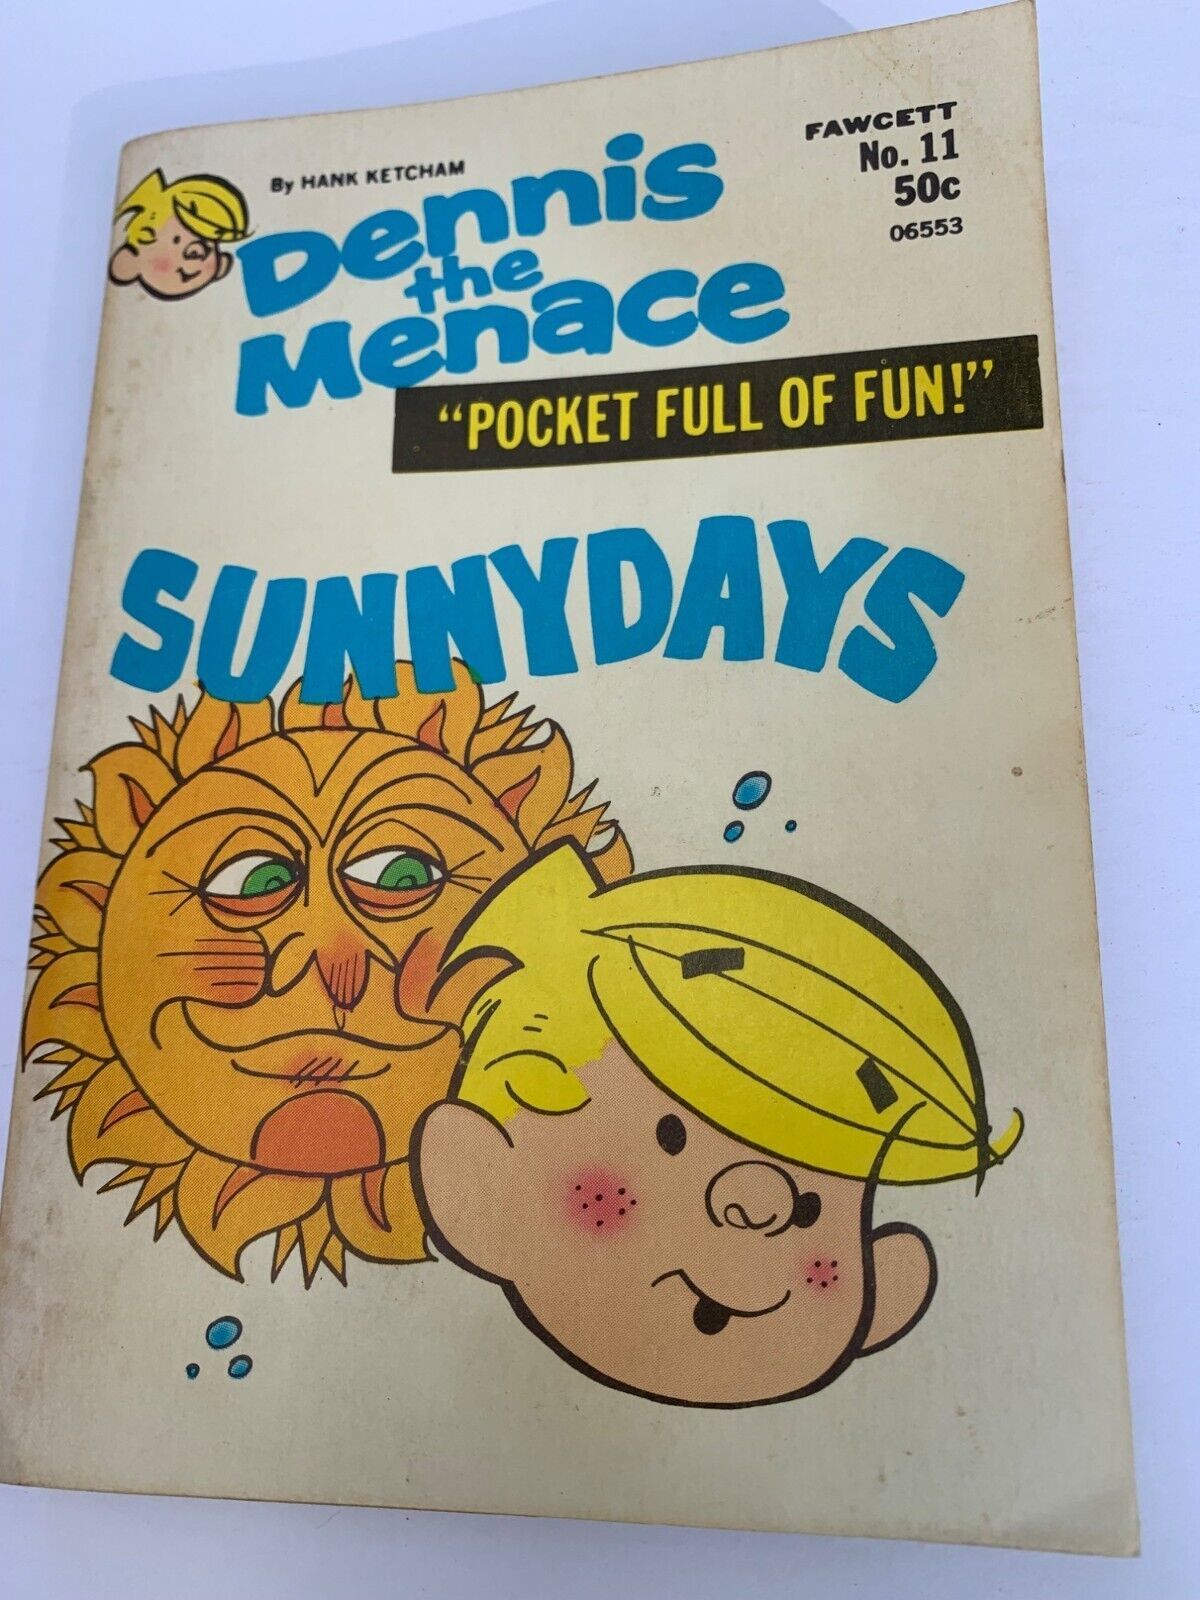 By HANK KETCHAM
Dennis
the
Menace
FAWCETT
No. 11
50c
06553
"POCKET FULL OF FUN!"
SUNNYDAYS